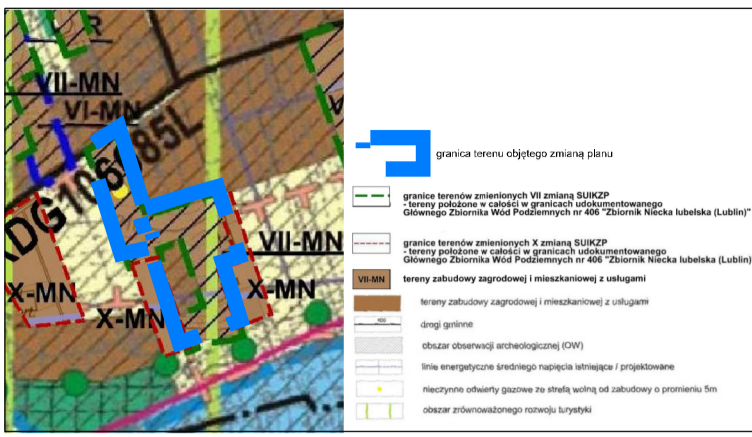 R
VII-MN
VI-MN
KDG106985L
VII-MN
X-MN
X-MN
X-MN
granica terenu objętego zmianą planu
granice terenów zmienionych VII zmianą SUIKZP
- tereny położone w całości w granicach udokumentowanego
Głównego Zbiornika Wód Podziemnych nr 406 "Zbiornik Niecka lubelska (Lublin)"
granice terenów zmienionych X zmianą SUIKZP
- tereny położone w całości w granicach udokumentowanego
Głównego Zbiornika Wód Podziemnych nr 406 "Zbiornik Niecka lubelska (Lublin)"
VII-MN tereny zabudowy zagrodowej i mieszkaniowej z usługami
tereny zabudowy zagrodowej i mieszkaniowej z usługami
KDG drogi gminne
obszar obserwacji archeologicznej (OW)
linie energetyczne średniego napięcia istniejące / projektowane
nieczynne odwierty gazowe ze strefą wolną od zabudowy o promieniu 5m
obszar zrównoważonego rozwoju turystyki